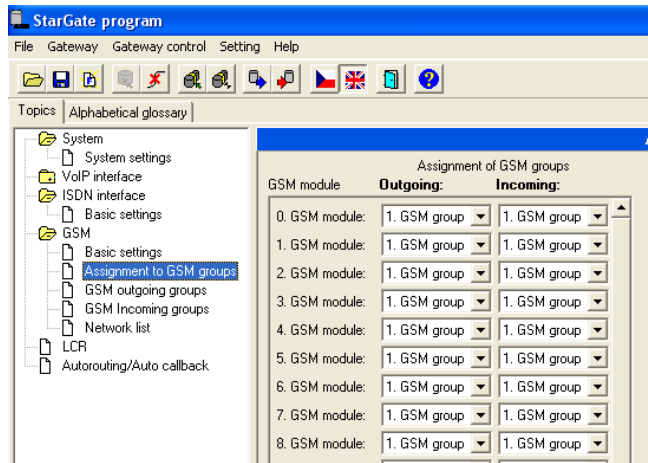 StarGate program
File Gateway Gateway control Setting Help
Topics Alphabetical glossary
System
System settings
VoIP interface
ISDN interface
Basic settings
GSM
Basic settings
Assignment to GSM groups
GSM outgoing groups
GSM Incoming groups
Network list
LCR
Autorouting/Auto callback
Assignment of GSM groups
GSM module Outgoing: Incoming:
0. GSM module: 1. GSM group 1. GSM group
1. GSM module: 1. GSM group 1. GSM group
2. GSM module: 1. GSM group 1. GSM group
3. GSM module: 1. GSM group 1. GSM group
4. GSM module: 1. GSM group 1. GSM group
5. GSM module: 1. GSM group 1. GSM group
6. GSM module: 1. GSM group 1. GSM group
7. GSM module: 1. GSM group 1. GSM group
8. GSM module: 1. GSM group 1. GSM group